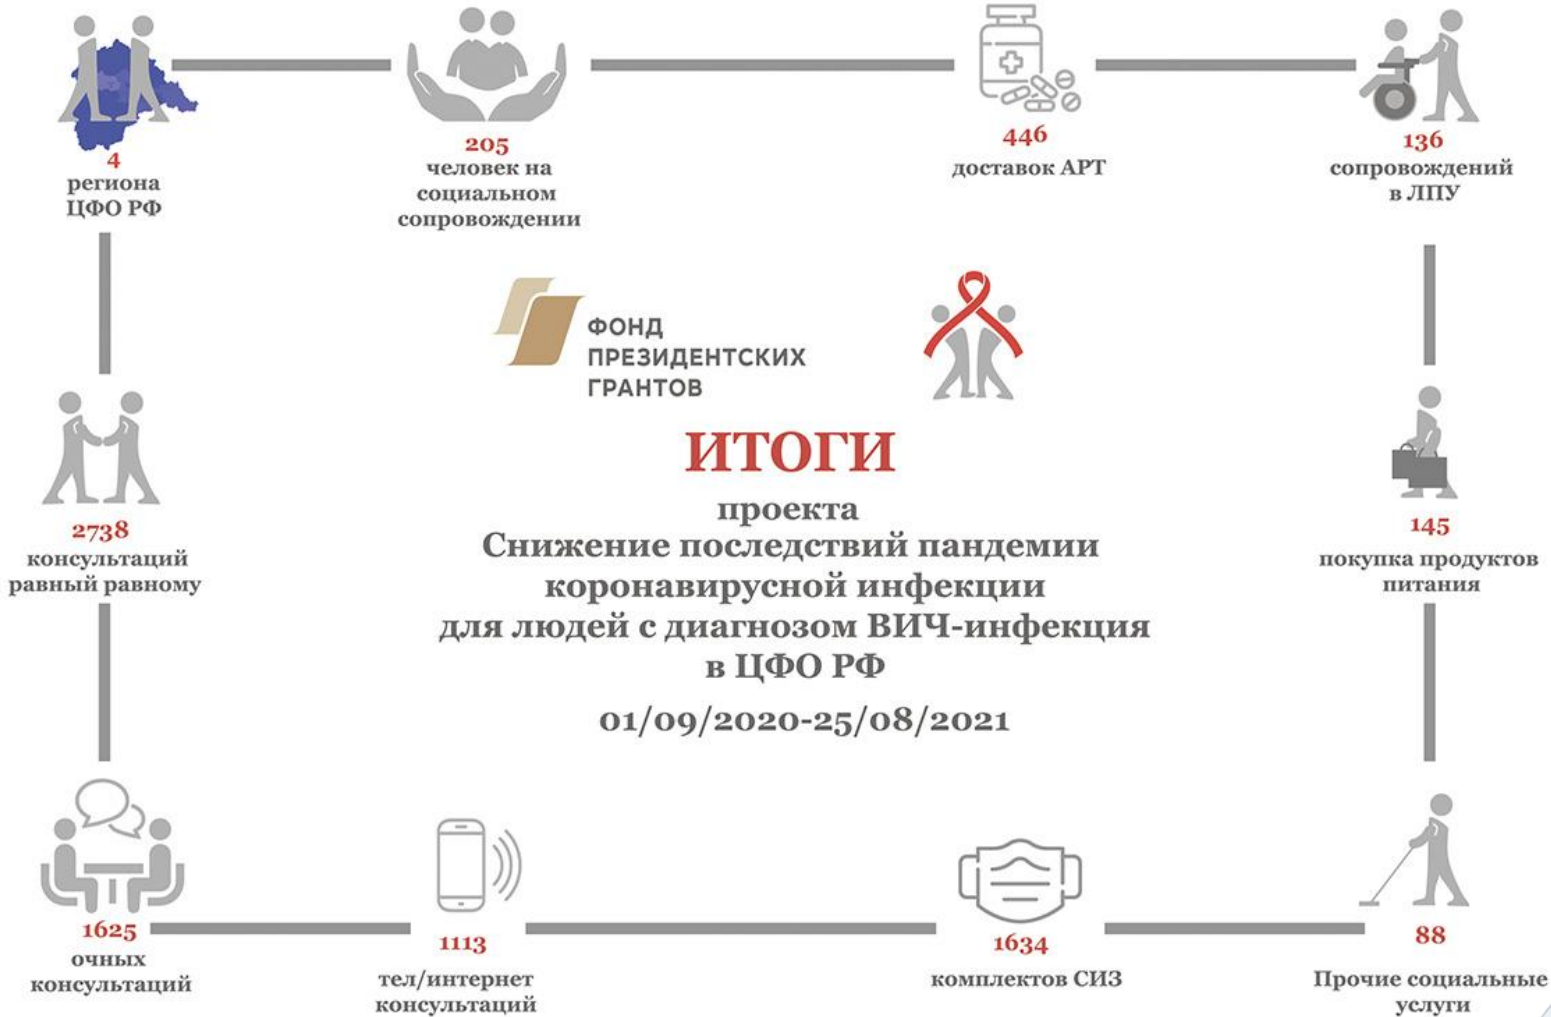 4
региона
ЦФО РФ
205
человек на
социальном
сопровождении
446
доставок АРТ
136
сопровождений
в ЛПУ
ФОНД
ПРЕЗИДЕНТСКИХ
ГРАНТОВ
ИТОГИ
проекта
Снижение последствий пандемии
коронавирусной инфекции
для людей с диагнозом ВИЧ-инфекция
в ЦФО РФ
01/09/2020-25/08/2021
2738
консультаций
равный равному
145
покупка продуктов
питания
1625
очных
консультаций
1113
тел/интернет
консультаций
1634
комплектов СИЗ
88
Прочие социальные
услуги